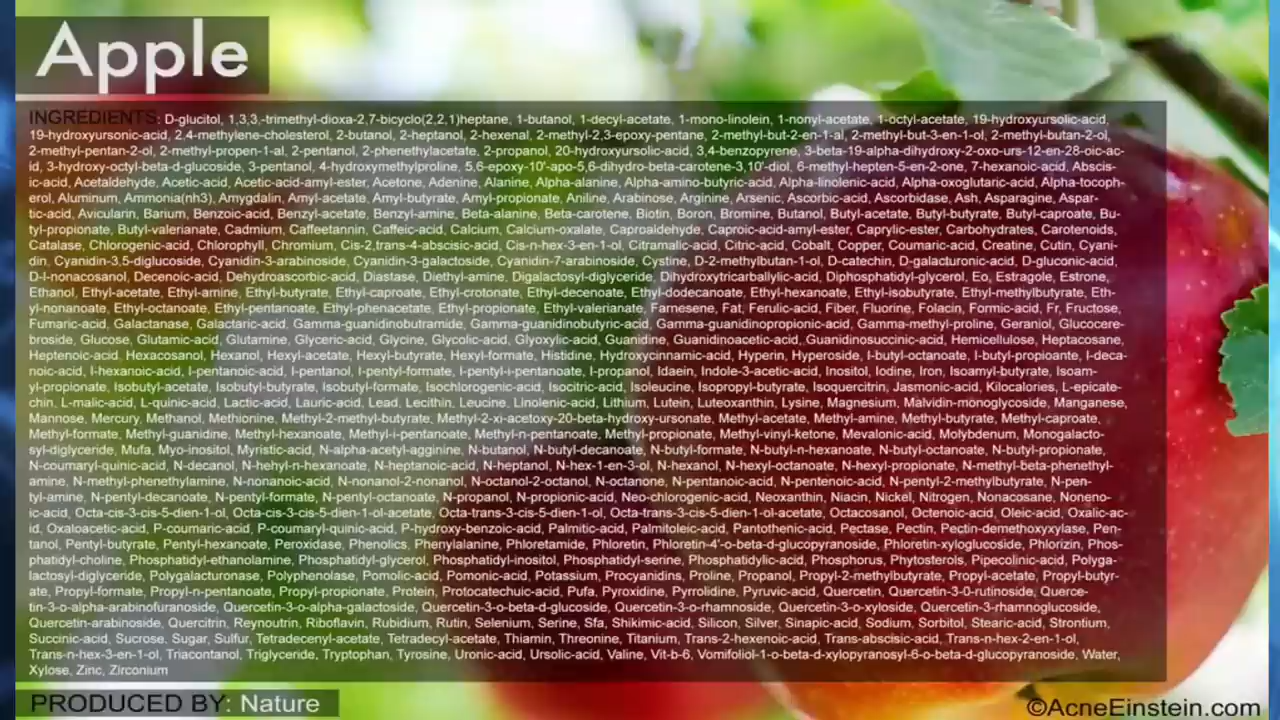 Apple
INGREDIENTS: D-glucitol, 1,3,3,-trimethyl-dioxa-2,7-bicyclo(2,2,1)heptane, 1-butanol, 1-decyl-acetate, 1-mono-linolein, 1-nonyl-acetate, 1-octyl-acetate, 19-hydroxyursolic-acid,
19-hydroxyursonic-acid, 2,4-methylene-cholesterol, 2-butanol, 2-heptanol, 2-hexenal, 2-methyl-2,3-epoxy-pentane, 2-methyl-but-2-en-1-al, 2-methyl-but-3-en-1-ol, 2-methyl-butan-2-ol,
2-methyl-pentan-2-ol, 2-methyl-propen-1-al, 2-pentanol, 2-phenethylacetate, 2-propanol, 20-hydroxyursolic-acid, 3,4-benzopyrene, 3-beta-19-alpha-dihydroxy-2-oxo-urs-12-en-28-oic-ac-
id, 3-hydroxy-octyl-beta-d-glucoside, 3-pentanol, 4-hydroxymethylproline, 5,6-epoxy-10'-apo-5,6-dihydro-beta-carotene-3,10'-diol, 6-methyl-hepten-5-en-2-one, 7-hexanoic-acid, Abscis-
ic-acid, Acetaldehyde, Acetic-acid, Acetic-acid-amyl-ester, Acetone, Adenine, Alanine, Alpha-alanine, Alpha-amino-butyric-acid, Alpha-linolenic-acid, Alpha-oxoglutaric-acid, Alpha-tocoph-
erol, Aluminum, Ammonia(nh3), Amygdalin, Amyl-acetate, Amyl-butyrate, Amyl-propionate, Aniline, Arabinose, Arginine, Arsenic, Ascorbic-acid, Ascorbidase, Ash, Asparagine, Aspar-
tic-acid, Avicularin, Barium, Benzoic-acid, Benzyl-acetate, Benzyl-amine, Beta-alanine, Beta-carotene, Biotin, Boron, Bromine, Butanol, Butyl-acetate, Butyl-butyrate, Butyl-caproate, Bu-
tyl-propionate, Butyl-valerianate, Cadmium, Caffeetannin, Caffeic-acid, Calcium, Calcium-oxalate, Caproaldehyde, Caproic-acid-amyl-ester, Caprylic-ester, Carbohydrates, Carotenoids,
Catalase, Chlorogenic-acid, Chlorophyll, Chromium, Cis-2,trans-4-abscisic-acid, Cis-n-hex-3-en-1-ol, Citramalic-acid, Citric-acid, Cobalt, Copper, Coumaric-acid, Creatine, Cutin, Cyani-
din, Cyanidin-3,5-diglucoside, Cyanidin-3-arabinoside, Cyanidin-3-galactoside, Cyanidin-7-arabinoside, Cystine, D-2-methylbutan-1-ol, D-catechin, D-galacturonic-acid, D-gluconic-acid,
D-l-nonacosanol, Decenoic-acid, Dehydroascorbic-acid, Diastase, Diethyl-amine, Digalactosyl-diglyceride, Dihydroxytricarballylic-acid, Diphosphatidyl-glycerol, Eo, Estragole, Estrone,
Ethanol, Ethyl-acetate, Ethyl-amine, Ethyl-butyrate, Ethyl-caproate, Ethyl-crotonate, Ethyl-decenoate, Ethyl-dodecanoate, Ethyl-hexanoate, Ethyl-isobutyrate, Ethyl-methylbutyrate, Eth-
yl-nonanoate, Ethyl-octanoate, Ethyl-pentanoate, Ethyl-phenacetate, Ethyl-propionate, Ethyl-valerianate, Farnesene, Fat, Ferulic-acid, Fiber, Fluorine, Folacin, Formic-acid, Fr, Fructose,
Fumaric-acid, Galactanase, Galactaric-acid, Gamma-guanidinobutramide, Gamma-guanidinobutyric-acid, Gamma-guanidinopropionic-acid, Gamma-methyl-proline, Geraniol, Glucocere-
broside, Glucose, Glutamic-acid, Glutamine, Glyceric-acid, Glycine, Glycolic-acid, Glyoxylic-acid, Guanidine, Guanidinoacetic-acid, Guanidinosuccinic-acid, Hemicellulose, Heptacosane,
Heptenoic-acid, Hexacosanol, Hexanol, Hexyl-acetate, Hexyl-butyrate, Hexyl-formate, Histidine, Hydroxycinnamic-acid, Hyperin, Hyperoside, I-butyl-octanoate, I-butyl-propioante, I-deca-
noic-acid, I-hexanoic-acid, I-pentanoic-acid, I-pentanol, I-pentyl-formate, I-pentyl-i-pentanoate, I-propanol, Idaein, Indole-3-acetic-acid, Inositol, Iodine, Iron, Isoamyl-butyrate, Isoam-
yl-propionate, Isobutyl-acetate, Isobutyl-butyrate, Isobutyl-formate, Isochlorogenic-acid, Isocitric-acid, Isoleucine, Isopropyl-butyrate, Isoquercitrin, Jasmonic-acid, Kilocalories, L-epicate-
chin, L-malic-acid, L-quinic-acid, Lactic-acid, Lauric-acid, Lead, Lecithin, Leucine, Linolenic-acid, Lithium, Lutein, Luteoxanthin, Lysine, Magnesium, Malvidin-monoglycoside, Manganese,
Mannose, Mercury, Methanol, Methionine, Methyl-2-methyl-butyrate, Methyl-2-xi-acetoxy-20-beta-hydroxy-ursonate, Methyl-acetate, Methyl-amine, Methyl-butyrate, Methyl-caproate,
Methyl-formate, Methyl-guanidine, Methyl-hexanoate, Methyl-i-pentanoate, Methyl-n-pentanoate, Methyl-propionate, Methyl-vinyl-ketone, Mevalonic-acid, Molybdenum, Monogalacto-
syl-diglyceride, Mufa, Myo-inositol, Myristic-acid, N-alpha-acetyl-agginine, N-butanol, N-butyl-decanoate, N-butyl-formate, N-butyl-n-hexanoate, N-butyl-octanoate, N-butyl-propionate,
N-coumaryl-quinic-acid, N-decanol, N-hehyl-n-hexanoate, N-heptanoic-acid, N-heptanol, N-hex-1-en-3-ol, N-hexanol, N-hexyl-octanoate, N-hexyl-propionate, N-methyl-beta-phenethyl-
amine, N-methyl-phenethylamine, N-nonanoic-acid, N-nonanol-2-nonanol, N-octanol-2-octanol, N-octanone, N-pentanoic-acid, N-pentenoic-acid, N-pentyl-2-methylbutyrate, N-pen-
tyl-amine, N-pentyl-decanoate, N-pentyl-formate, N-pentyl-octanoate, N-propanol, N-propionic-acid, Neo-chlorogenic-acid, Neoxanthin, Niacin, Nickel, Nitrogen, Nonacosane, Noneno-
ic-acid, Octa-cis-3-cis-5-dien-1-ol, Octa-cis-3-cis-5-dien-1-ol-acetate, Octa-trans-3-cis-5-dien-1-ol, Octa-trans-3-cis-5-dien-1-ol-acetate, Octacosanol, Octenoic-acid, Oleic-acid, Oxalic-ac-
id, Oxaloacetic-acid, P-coumaric-acid, P-coumaryl-quinic-acid, P-hydroxy-benzoic-acid, Palmitic-acid, Palmitoleic-acid, Pantothenic-acid, Pectase, Pectin, Pectin-demethoxyxylase, Pen-
tanol, Pentyl-butyrate, Pentyl-hexanoate, Peroxidase, Phenolics, Phenylalanine, Phloretamide, Phloretin, Phloretin-4'-o-beta-d-glucopyranoside, Phloretin-xyloglucoside, Phlorizin, Phos-
phatidyl-choline, Phosphatidyl-ethanolamine, Phosphatidyl-glycerol, Phosphatidyl-inositol, Phosphatidyl-serine, Phosphatidylic-acid, Phosphorus, Phytosterols, Pipecolinic-acid, Polyga-
lactosyl-diglyceride, Polygalacturonase, Polyphenolase, Pomolic-acid, Pomonic-acid, Potassium, Procyanidins, Proline, Propanol, Propyl-2-methylbutyrate, Propyl-acetate, Propyl-butyr-
ate, Propyl-formate, Propyl-n-pentanoate, Propyl-propionate, Protein, Protocatechuic-acid, Pufa, Pyroxidine, Pyrrolidine, Pyruvic-acid, Quercetin, Quercetin-3-0-rutinoside, Querce-
tin-3-o-alpha-arabinofuranoside, Quercetin-3-o-alpha-galactoside, Quercetin-3-o-beta-d-glucoside, Quercetin-3-o-rhamnoside, Quercetin-3-o-xyloside, Quercetin-3-rhamnoglucoside,
Quercetin-arabinoside, Quercitrin, Reynoutrin, Riboflavin, Rubidium, Rutin, Selenium, Serine, Sfa, Shikimic-acid, Silicon, Silver, Sinapic-acid, Sodium, Sorbitol, Stearic-acid, Strontium,
Succinic-acid, Sucrose, Sugar, Sulfur, Tetradecenyl-acetate, Tetradecyl-acetate, Thiamin, Threonine, Titanium, Trans-2-hexenoic-acid, Trans-abscisic-acid, Trans-n-hex-2-en-1-ol,
Trans-n-hex-3-en-1-ol, Triacontanol, Triglyceride, Tryptophan, Tyrosine, Uronic-acid, Ursolic-acid, Valine, Vit-b-6, Vomifoliol-1-o-beta-d-xylopyranosyl-6-o-beta-d-glucopyranoside, Water,
Xylose, Zinc, Zirconium
PRODUCED BY: Nature
©AcneEinstein.com